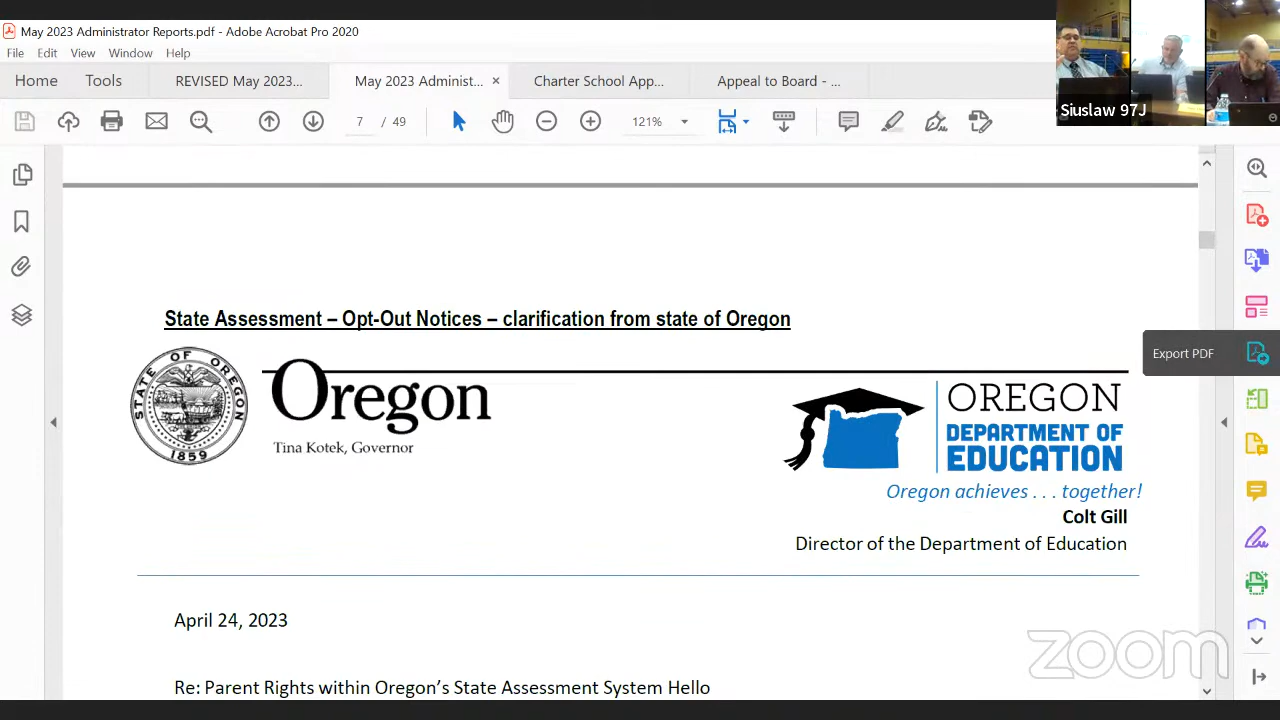 May 2023 Administrator Reports.pdf - Adobe Acrobat Pro 2020
File Edit View Window Help
Home Tools REVISED May 2023... May 2023 Administ... × Charter School App... Appeal to Board - ...
7 / 49 121%
Siuslaw 97J
State Assessment – Opt-Out Notices – clarification from state of Oregon
STATE OF OREGON
1859
Oregon
Tina Kotek, Governor
OREGON
DEPARTMENT OF
EDUCATION
Oregon achieves . . . together!
Colt Gill
Director of the Department of Education
Export PDF
April 24, 2023
Re: Parent Rights within Oregon’s State Assessment System Hello
zoom